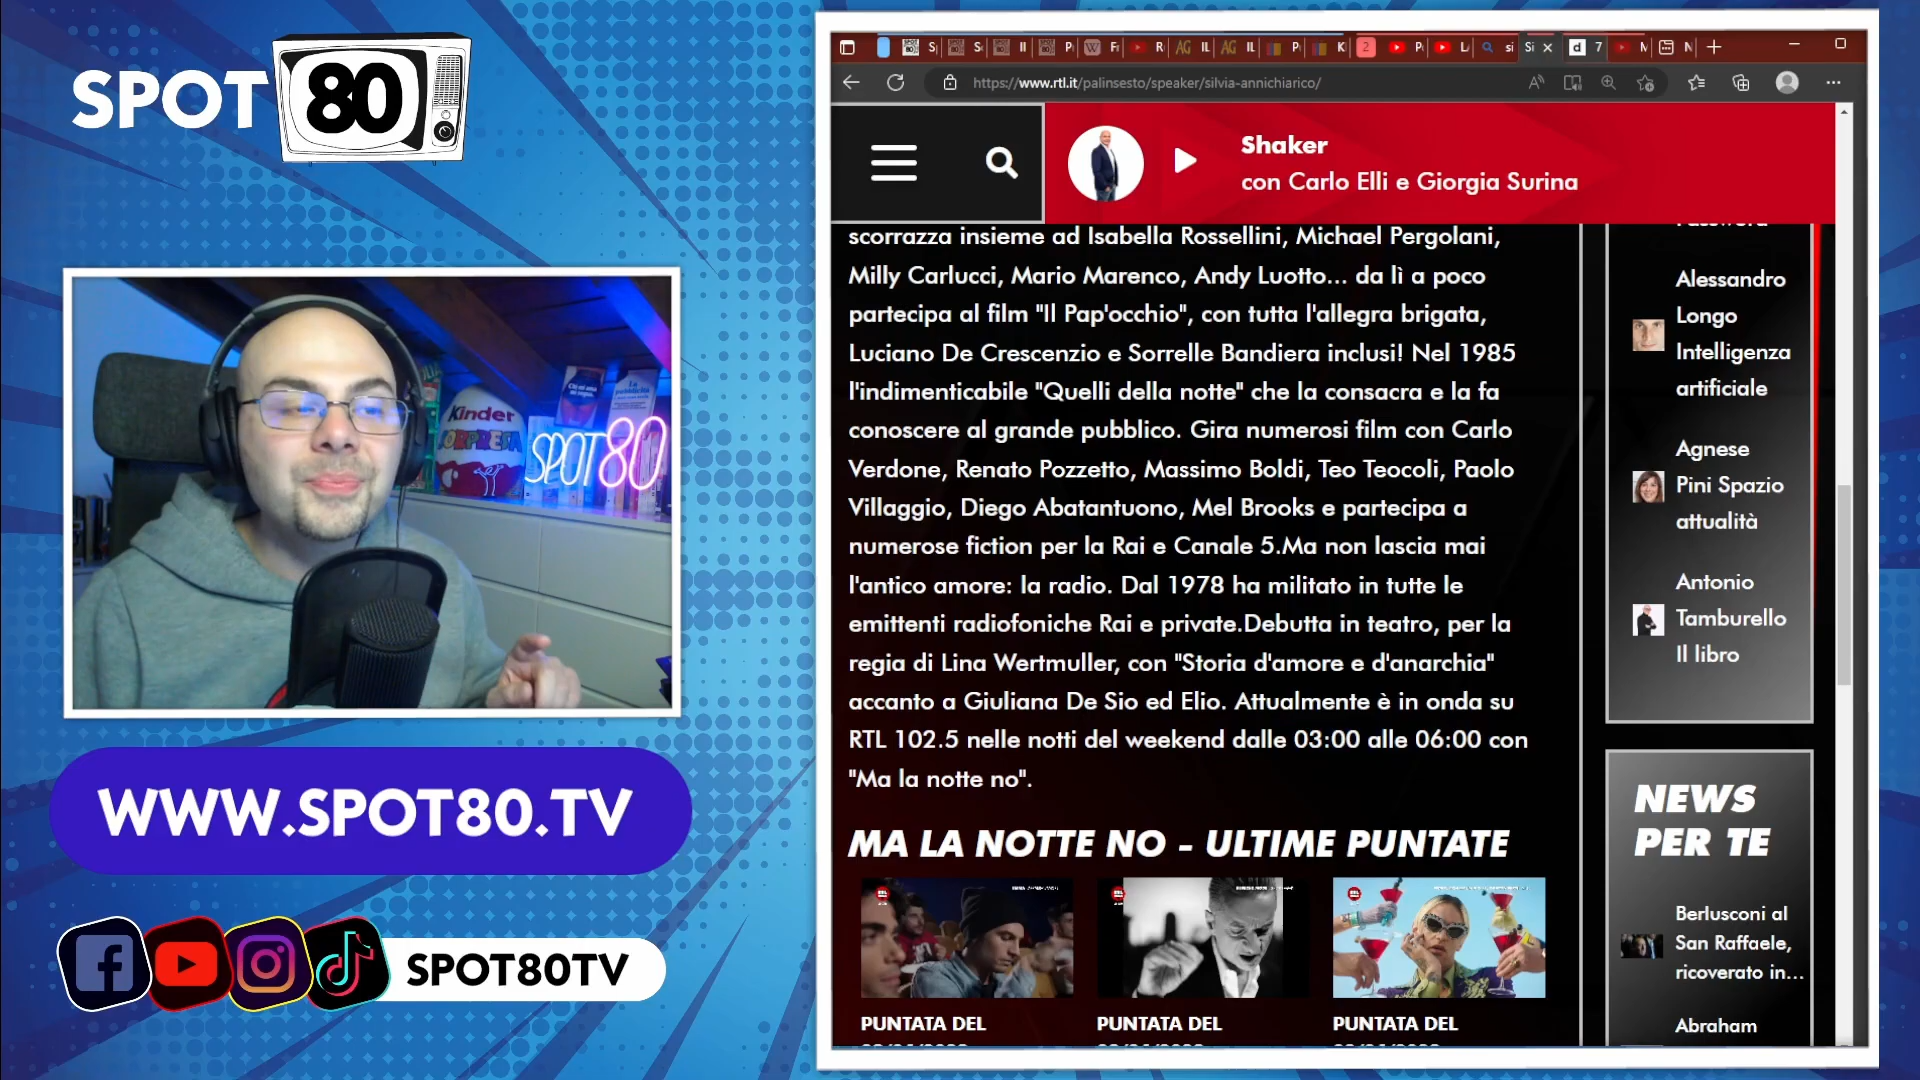 SPOT 80
Kinder
SORPRESA
SPOT80
WWW.SPOT80.TV
SPOT80TV
https://www.rtl.it/palinsesto/speaker/silvia-annichiarico/
Shaker
con Carlo Elli e Giorgia Surina
scorrazza insieme ad Isabella Rossellini, Michael Pergolani,
Milly Carlucci, Mario Marenco, Andy Luotto... da lì a poco
partecipa al film "Il Pap'occhio", con tutta l'allegra brigata,
Luciano De Crescenzio e Sorrelle Bandiera inclusi! Nel 1985
l'indimenticabile "Quelli della notte" che la consacra e la fa
conoscere al grande pubblico. Gira numerosi film con Carlo
Verdone, Renato Pozzetto, Massimo Boldi, Teo Teocoli, Paolo
Villaggio, Diego Abatantuono, Mel Brooks e partecipa a
numerose fiction per la Rai e Canale 5.Ma non lascia mai
l'antico amore: la radio. Dal 1978 ha militato in tutte le
emittenti radiofoniche Rai e private.Debutta in teatro, per la
regia di Lina Wertmuller, con "Storia d'amore e d'anarchia"
accanto a Giuliana De Sio ed Elio. Attualmente è in onda su
RTL 102.5 nelle notti del weekend dalle 03:00 alle 06:00 con
"Ma la notte no".
MA LA NOTTE NO - ULTIME PUNTATE
PUNTATA DEL
PUNTATA DEL
PUNTATA DEL
Alessandro
Longo
Intelligenza
artificiale
Agnese
Pini Spazio
attualità
Antonio
Tamburello
Il libro
NEWS
PER TE
Berlusconi al
San Raffaele,
ricoverato in...
Abraham